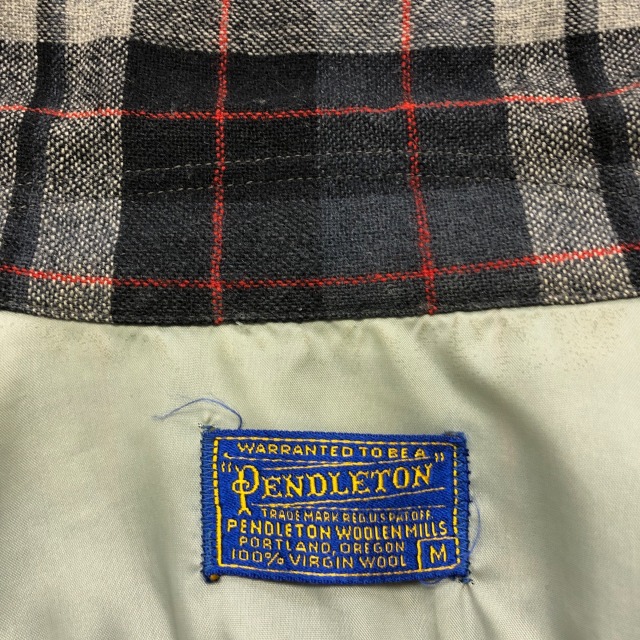 WARRANTED TO BE A
"PENDLETON"
TRADE MARK REG.U.S.PAT.OFF.
PENDLETON WOOLEN MILLS
PORTLAND, OREGON
100% VIRGIN WOOL
M